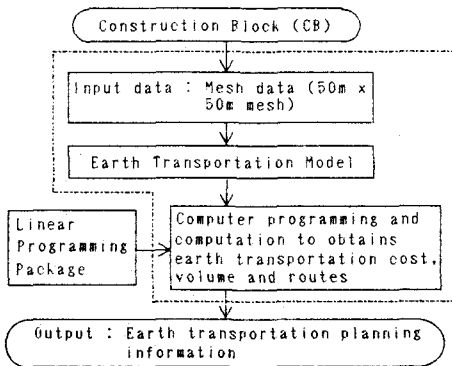 Construction Block (CB)
Input data : Mesh data (50m x
50m mesh)
Earth Transportation Model
Linear
Programming
Package
Computer programming and
computation to obtains
earth transportation cost,
volume and routes
Output : Earth transportation planning
information